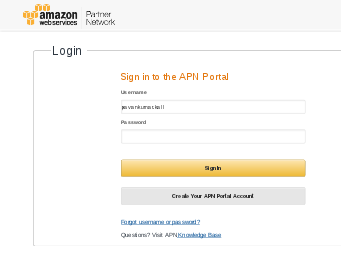 amazon
webservices
Partner
Network
Login
Sign in to the APN Portal
Username
Password
Sign In
Create Your APN Portal Account
Forgot username or password?
Questions? Visit APN Knowledge Base